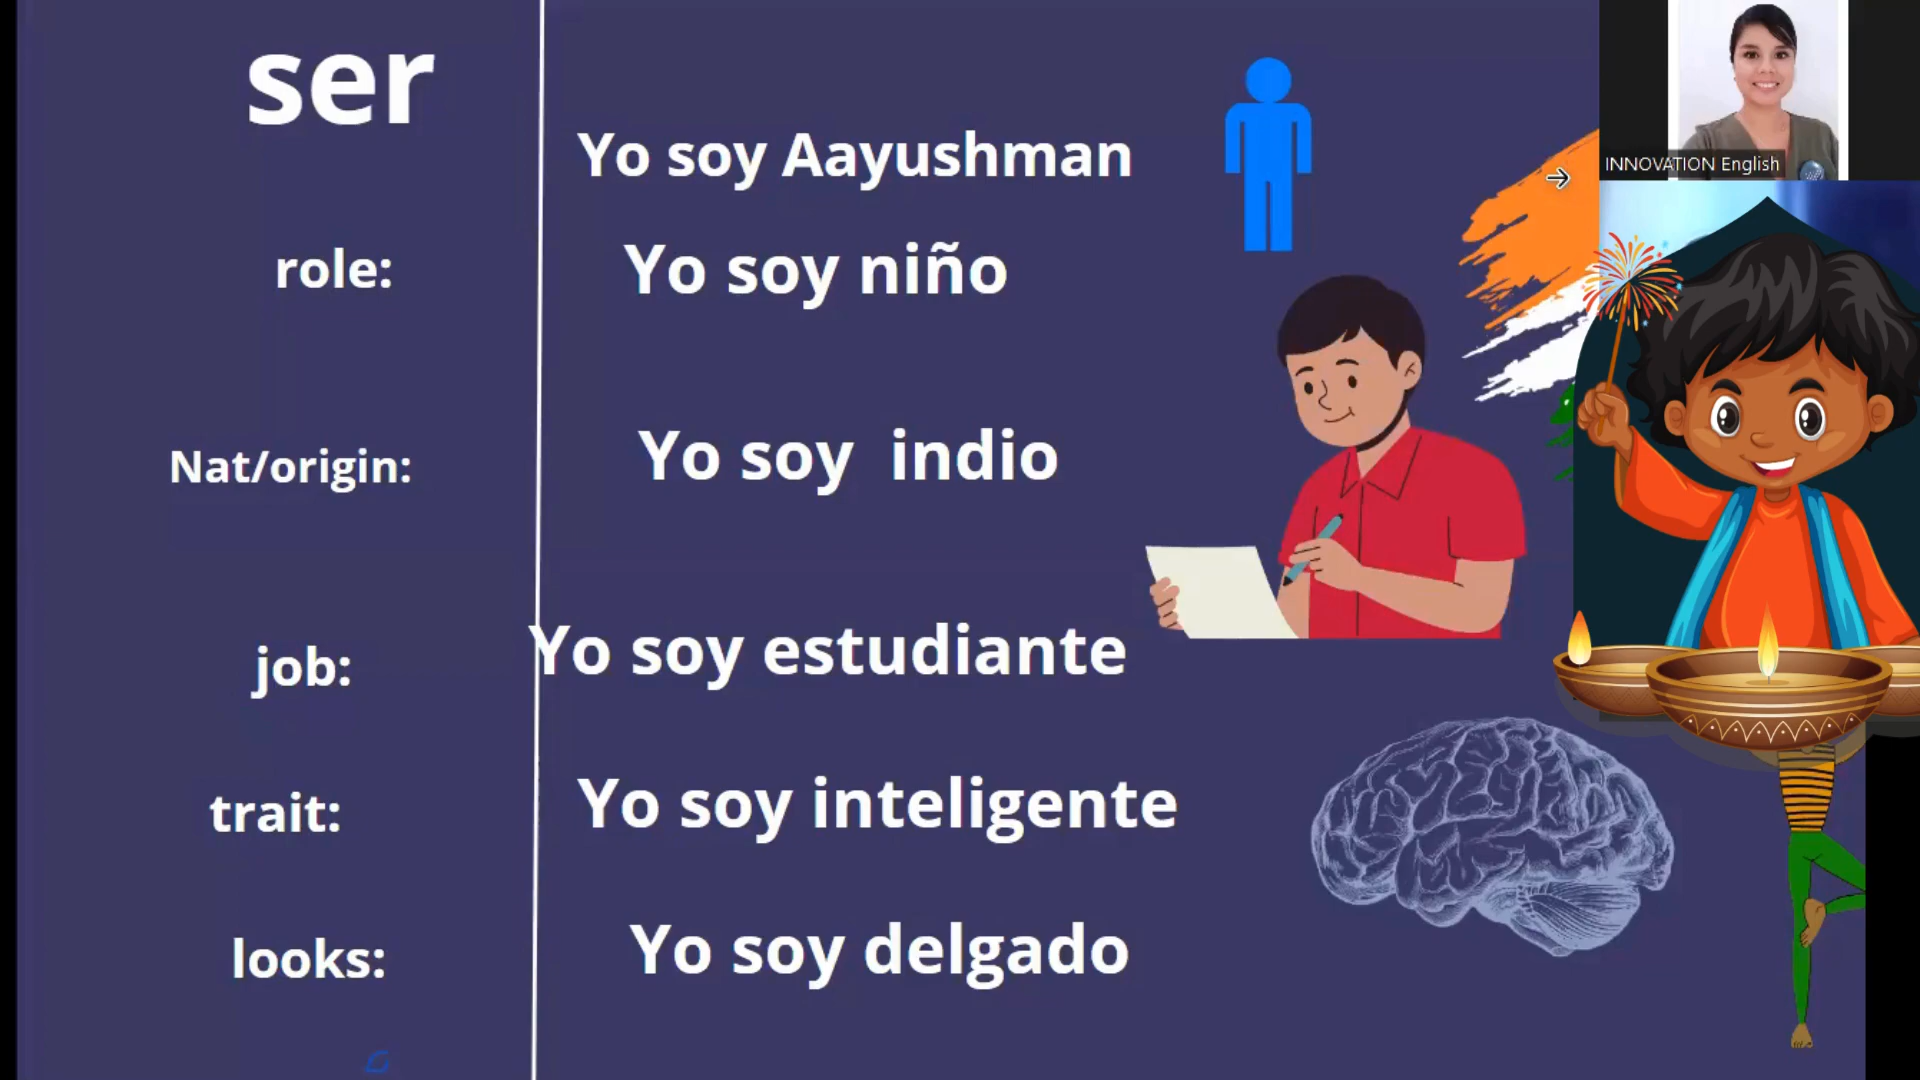 ser
Yo soy Aayushman
role:
Yo soy niño
Nat/origin:
Yo soy indio
job:
Yo soy estudiante
trait:
Yo soy inteligente
looks:
Yo soy delgado
INNOVATION English